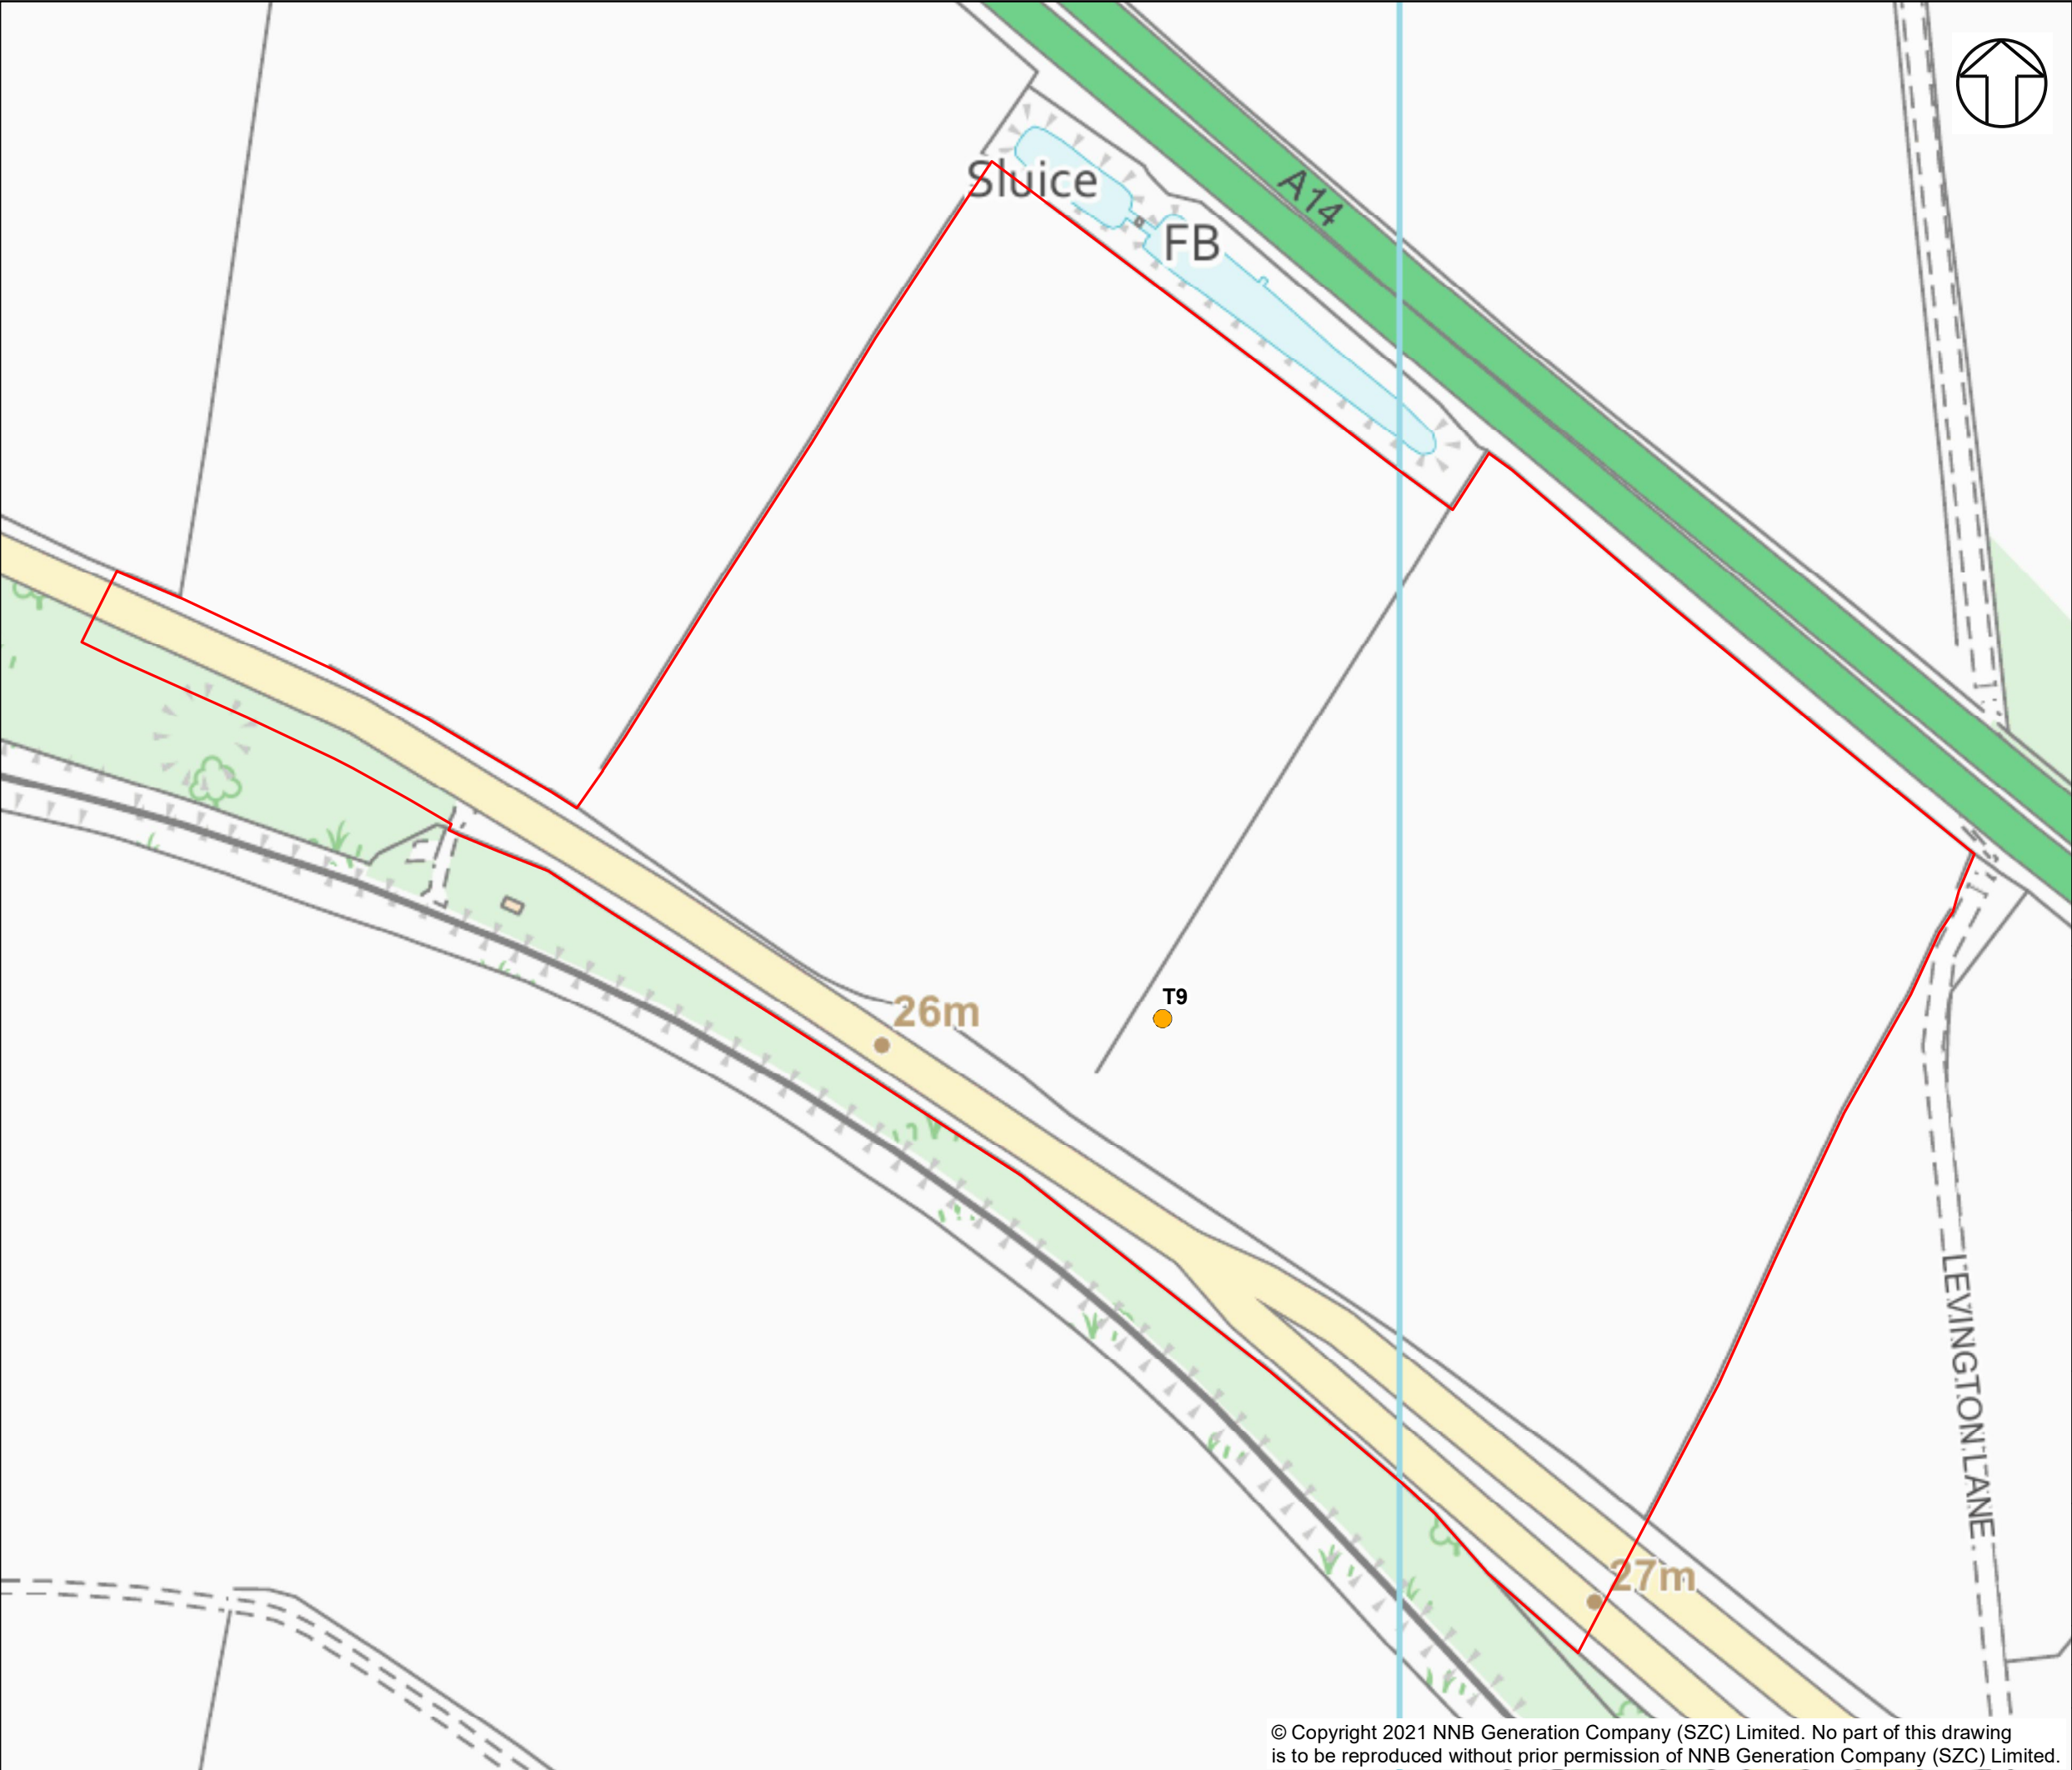 A14
Sluice
FB
T9
26m
LEVINGTON LANE
27m
© Copyright 2021 NNB Generation Company (SZC) Limited. No part of this drawing
is to be reproduced without prior permission of NNB Generation Company (SZC) Limited.